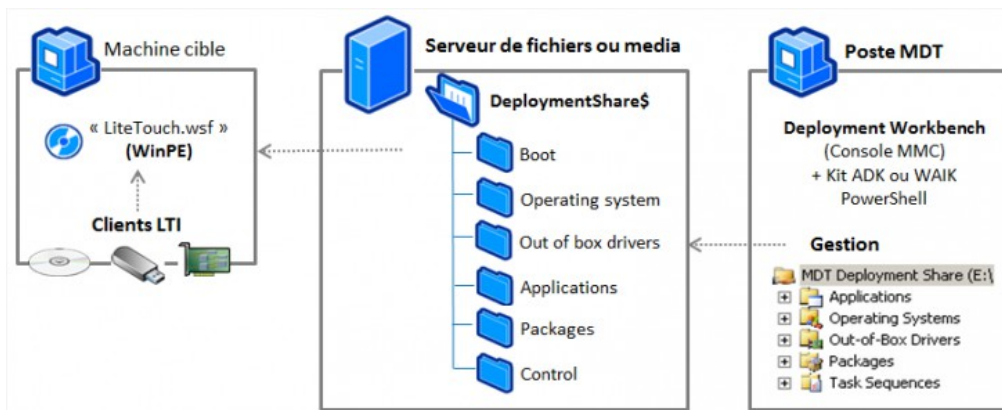 Machine cible
« LiteTouch.wsf »
(WinPE)
Clients LTI
Serveur de fichiers ou media
DeploymentShare$
Boot
Operating system
Out of box drivers
Applications
Packages
Control
Poste MDT
Deployment Workbench
(Console MMC)
+ Kit ADK ou WAIK
PowerShell
Gestion
MDT Deployment Share (E:\
Applications
Operating Systems
Out-of-Box Drivers
Packages
Task Sequences